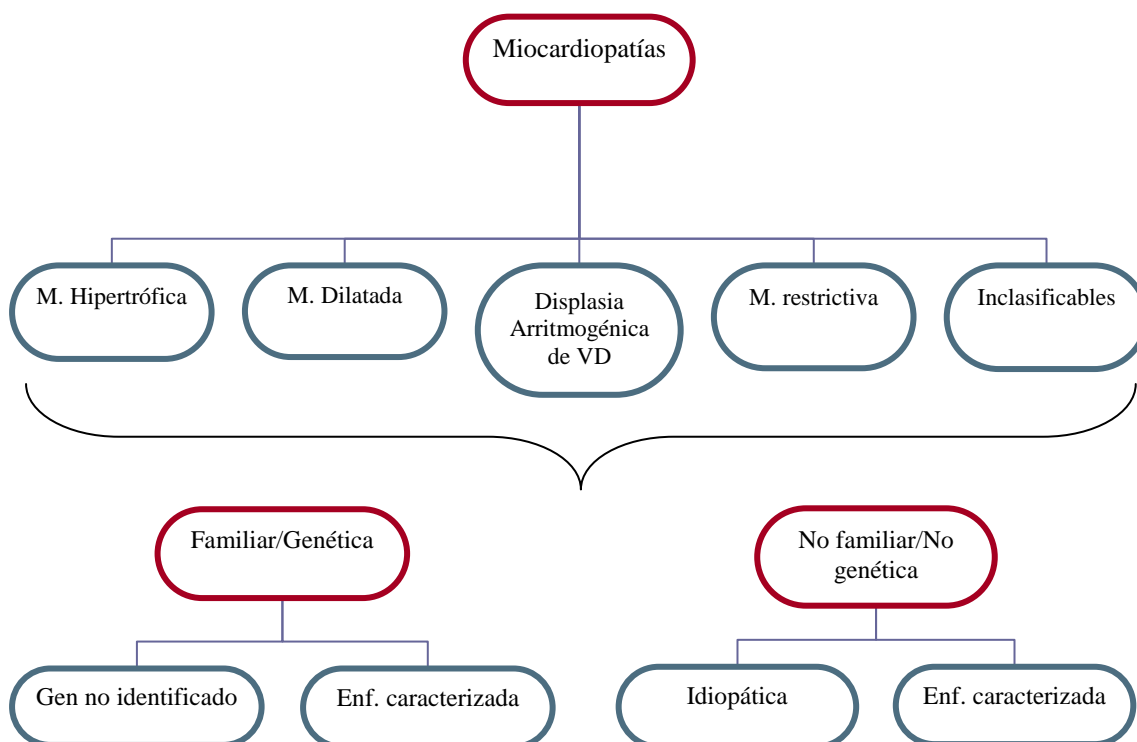 Miocardiopatías
M. Hipertrófica
M. Dilatada
Displasia
Arritmogénica
de VD
M. restrictiva
Inclasificables
Familiar/Genética
No familiar/No
genética
Gen no identificado
Enf. caracterizada
Idiopática
Enf. caracterizada